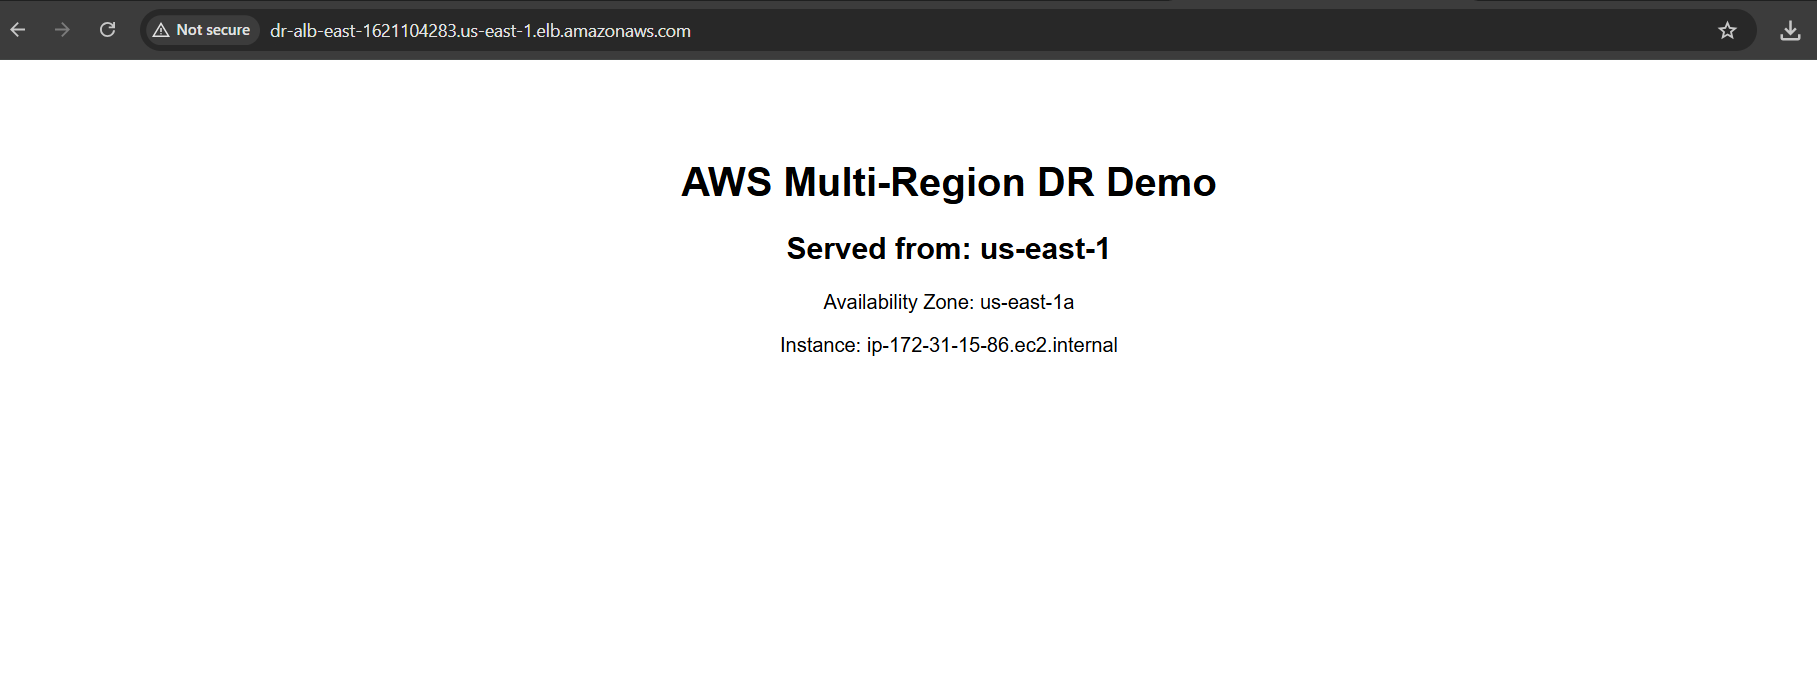 Not secure dr-alb-east-1621104283.us-east-1.elb.amazonaws.com
AWS Multi-Region DR Demo
Served from: us-east-1
Availability Zone: us-east-1a
Instance: ip-172-31-15-86.ec2.internal